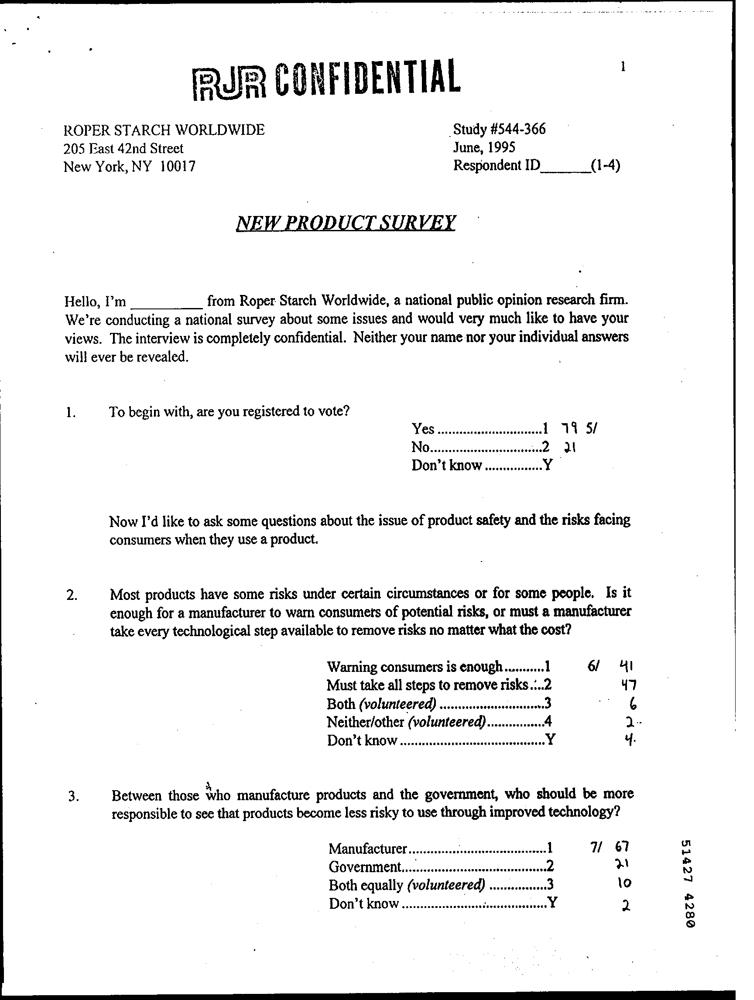 RJR CONFIDENTIAL
1
ROPER STARCH WORLDWIDE
205 East 42nd Street
New York, NY 10017
Study #544-366
June, 1995
Respondent ID______(1-4)
NEW PRODUCT SURVEY
Hello, I'm __________ from Roper Starch Worldwide, a national public opinion research firm.
We're conducting a national survey about some issues and would very much like to have your
views. The interview is completely confidential. Neither your name nor your individual answers
will ever be revealed.
1. To begin with, are you registered to vote?
Yes ............................1 79 5/
No..............................2 21
Don't know ................Y
Now I'd like to ask some questions about the issue of product safety and the risks facing
consumers when they use a product.
2. Most products have some risks under certain circumstances or for some people. Is it
enough for a manufacturer to warn consumers of potential risks, or must a manufacturer
take every technological step available to remove risks no matter what the cost?
Warning consumers is enough...........1 6/ 41
Must take all steps to remove risks....2 47
Both (volunteered) ............................3 6
Neither/other (volunteered)................4 2
Don't know.......................................Y 4
3. Between those who manufacture products and the government, who should be more
responsible to see that products become less risky to use through improved technology?
Manufacturer.....................................1 7/ 67
Government.......................................2 21
Both equally (volunteered) ................3 10
Don't know .......................................Y 2
51427 4280